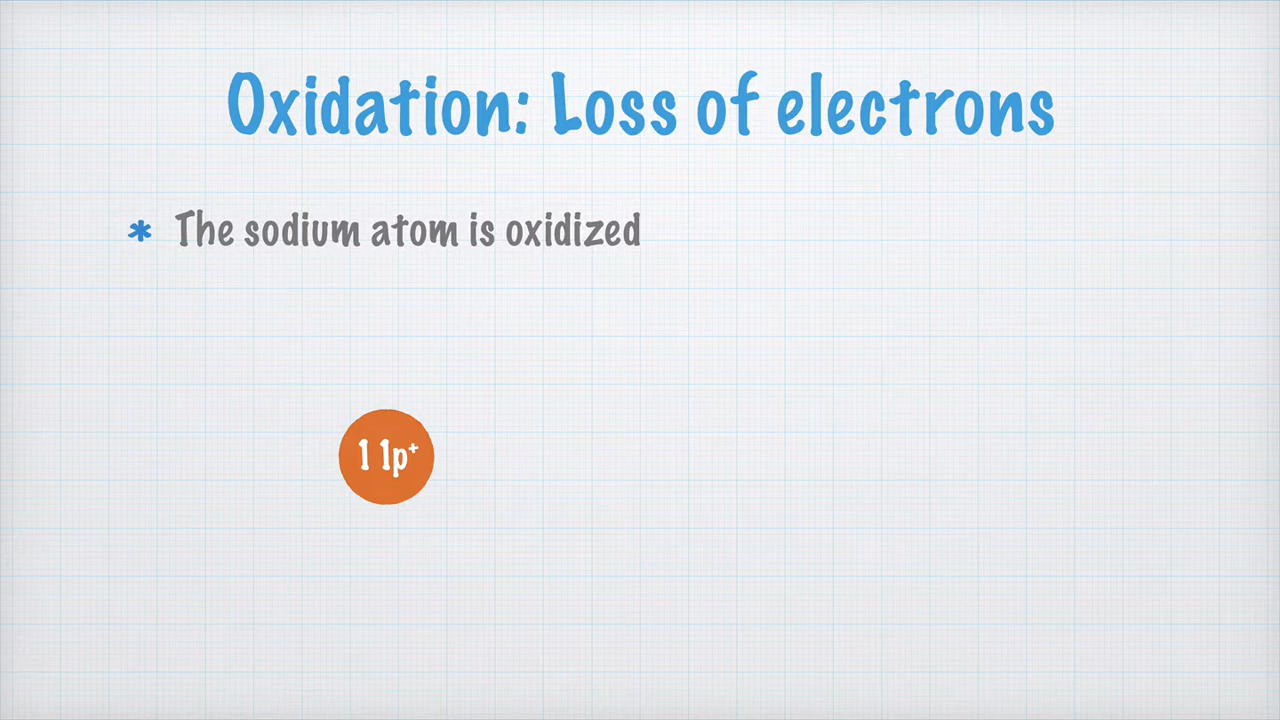 Oxidation: Loss of electrons
* The sodium atom is oxidized
11p⁺